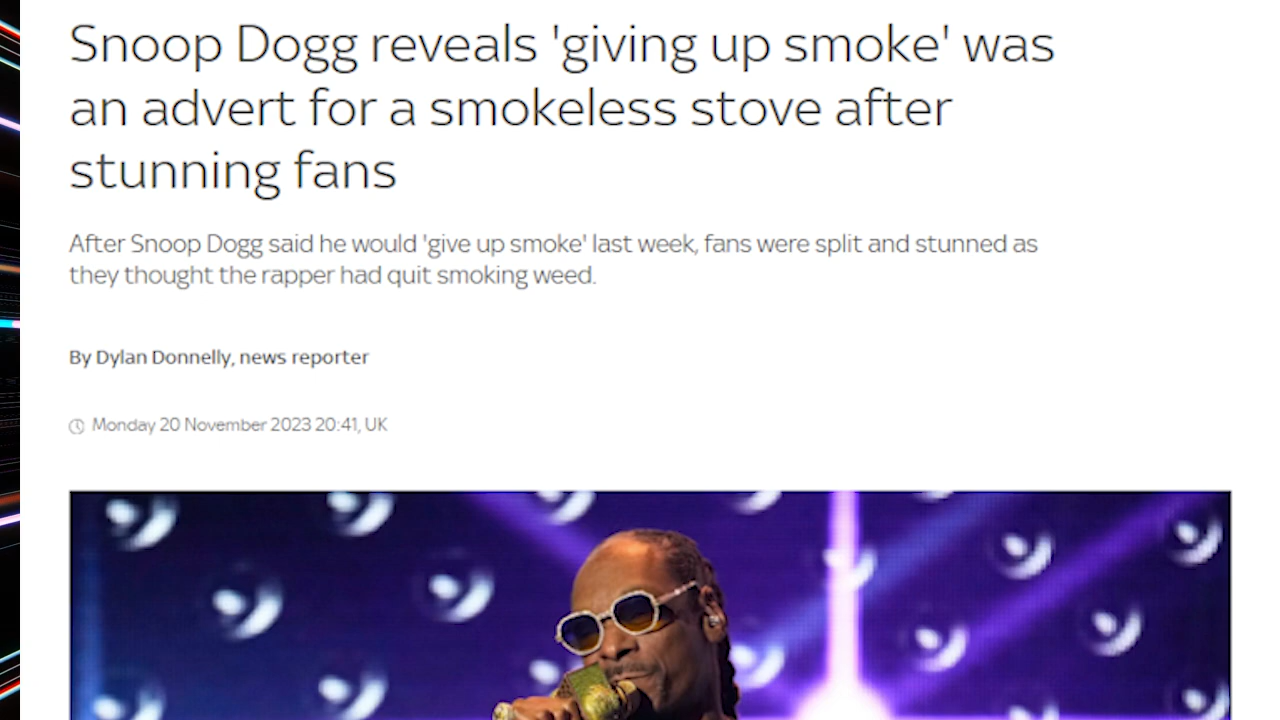 Snoop Dogg reveals 'giving up smoke' was
an advert for a smokeless stove after
stunning fans
After Snoop Dogg said he would 'give up smoke' last week, fans were split and stunned as
they thought the rapper had quit smoking weed.
By Dylan Donnelly, news reporter
Monday 20 November 2023 20:41, UK